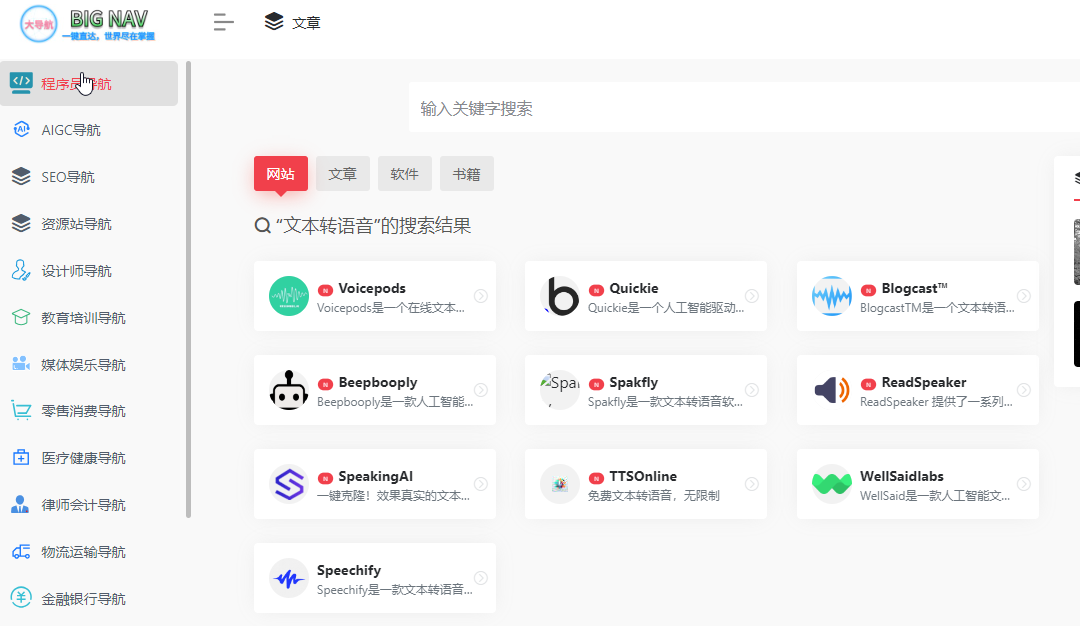 大导航 BIG NAV
一键直达，世界尽在掌握
文章
程序员导航
AIGC导航
SEO导航
资源站导航
设计师导航
教育培训导航
媒体娱乐导航
零售消费导航
医疗健康导航
律师会计导航
物流运输导航
金融银行导航
输入关键字搜索
网站 文章 软件 书籍
“文本转语音”的搜索结果
N Voicepods
Voicepods是一个在线文本...
N Quickie
Quickie是一个人工智能驱动...
N Blogcast™
BlogcastTM是一个文本转语...
N Beepbooply
Beepbooply是一款人工智能...
Spa
N Spakfly
Spakfly是一款文本转语音软...
N ReadSpeaker
ReadSpeaker 提供了一系列...
N SpeakingAI
一键克隆！效果真实的文本...
N TTSOnline
免费文本转语音，无限制
WellSaidlabs
WellSaid是一款人工智能文...
Speechify
Speechify是一款文本转语音...